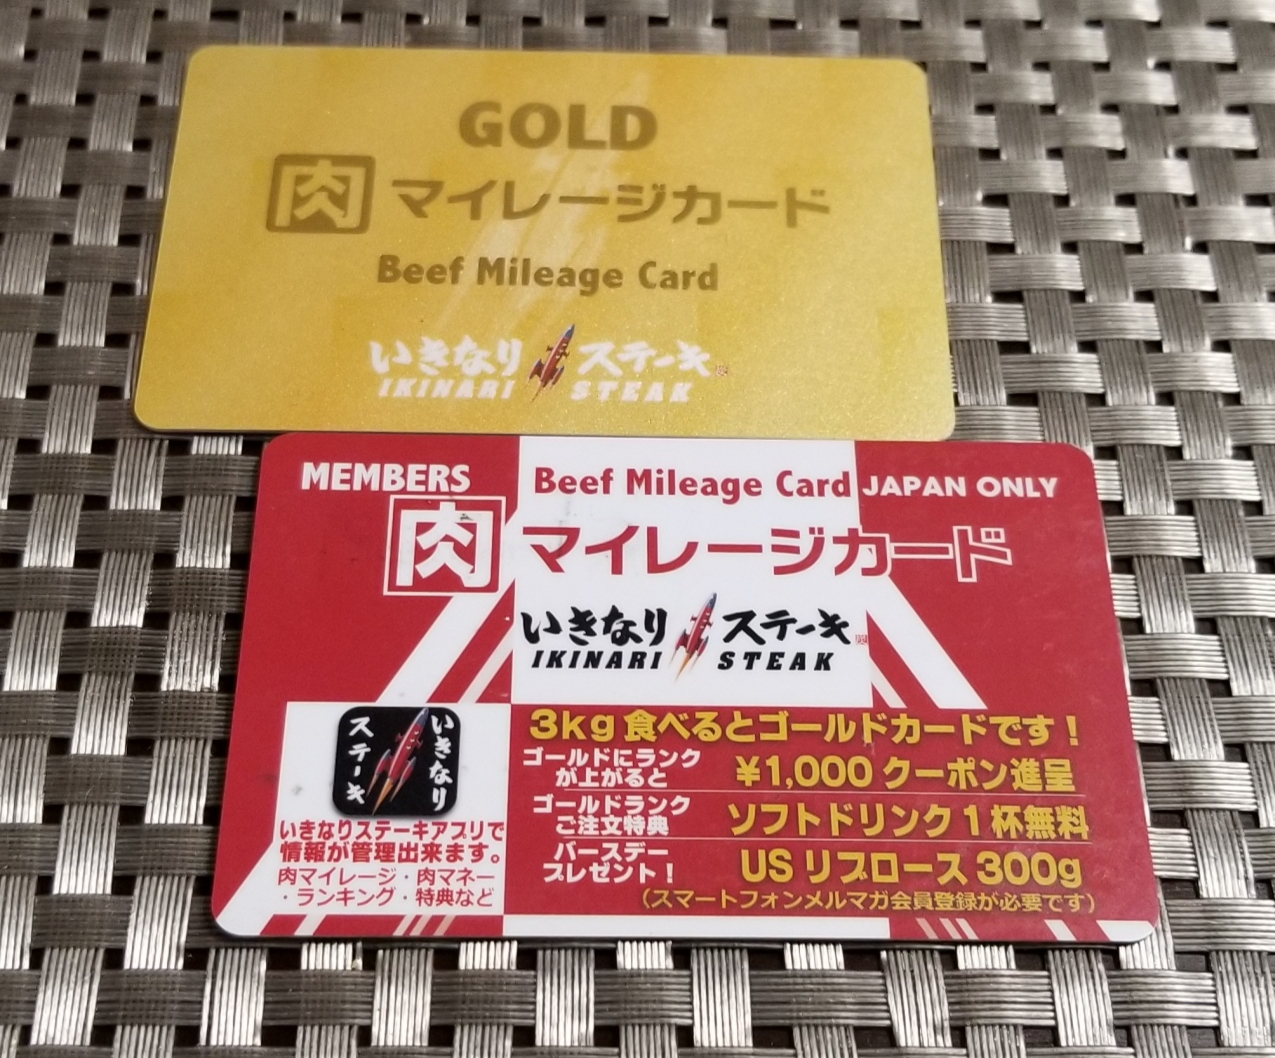 GOLD
肉 マイレージカード
Beef Mileage Card
いきなりステーキ
IKINARI STEAK
MEMBERS Beef Mileage Card JAPAN ONLY
肉 マイレージカード
いきなりステーキ
IKINARI STEAK
いきなり
ステーキ
いきなりステーキアプリで
情報が管理出来ます。
肉マイレージ・肉マネー
・ランキング・特典など
3kg食べるとゴールドカードです！
ゴールドにランク
が上がると
¥1,000 クーポン進呈
ゴールドランク
ご注文特典
ソフトドリンク1杯無料
バースデー
プレゼント！
US リブロース 300g
（スマートフォンメルマガ会員登録が必要です）